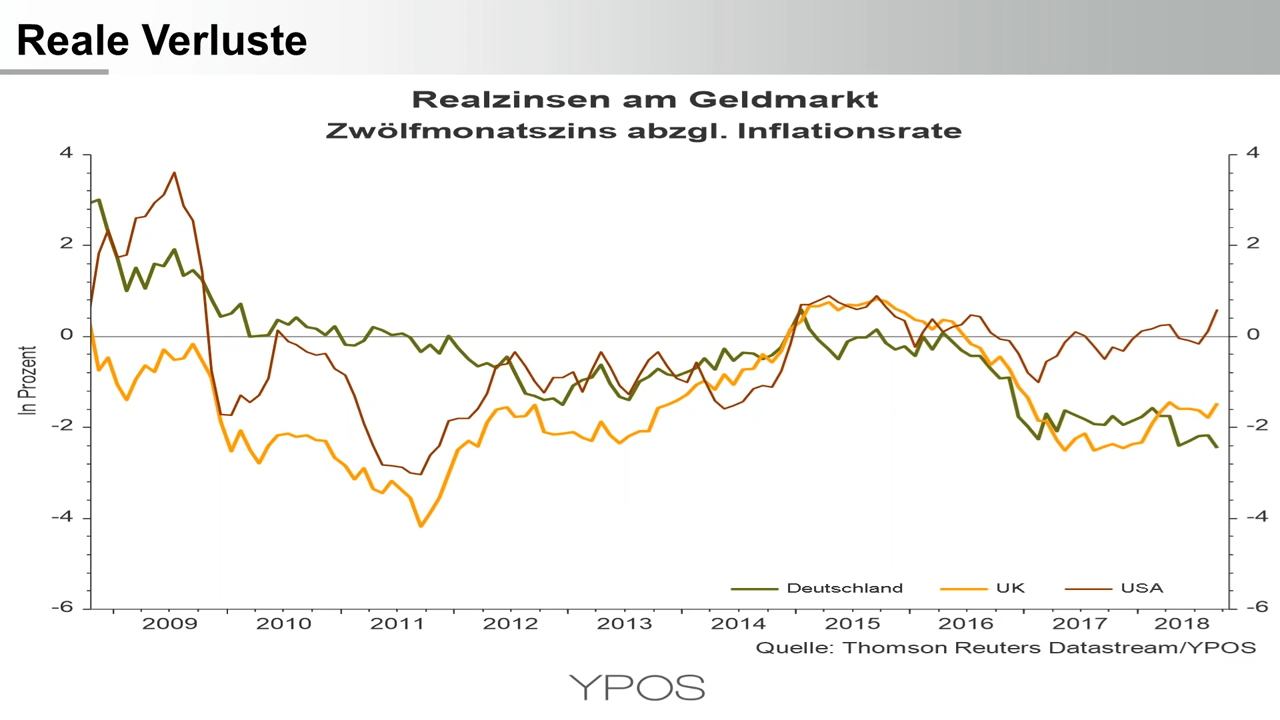 Reale Verluste
Realzinsen am Geldmarkt
Zwölfmonatszins abzgl. Inflationsrate
4 4
2 2
0 0
-2 -2
-4 -4
-6 -6
In Prozent
Deutschland UK USA
2009 2010 2011 2012 2013 2014 2015 2016 2017 2018
Quelle: Thomson Reuters Datastream/YPOS
YPOS